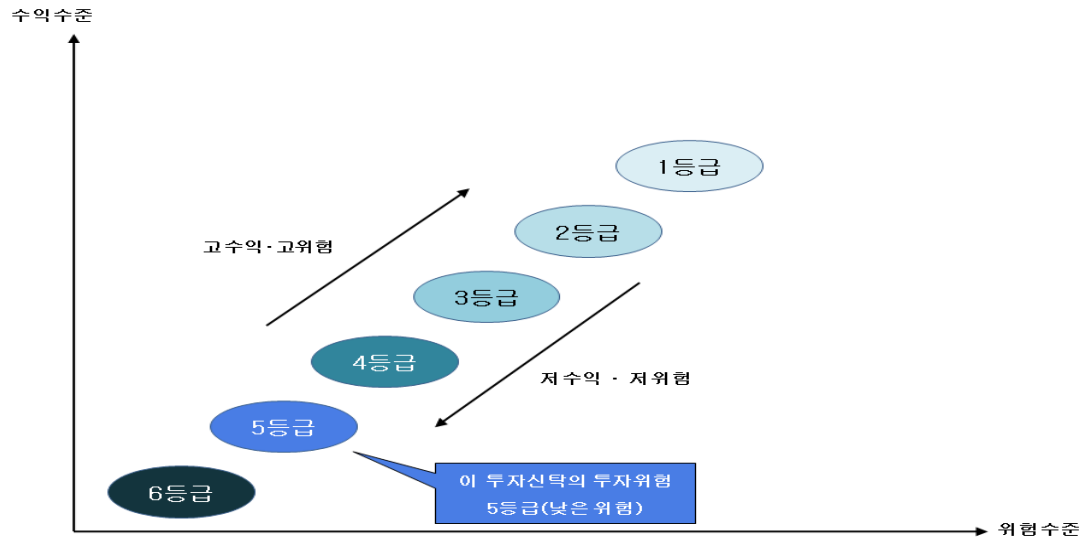 수익수준
1등급
2등급
고수익·고위험
3등급
4등급
저수익 · 저위험
5등급
이 투자신탁의 투자위험
5등급(낮은 위험)
6등급
위험수준